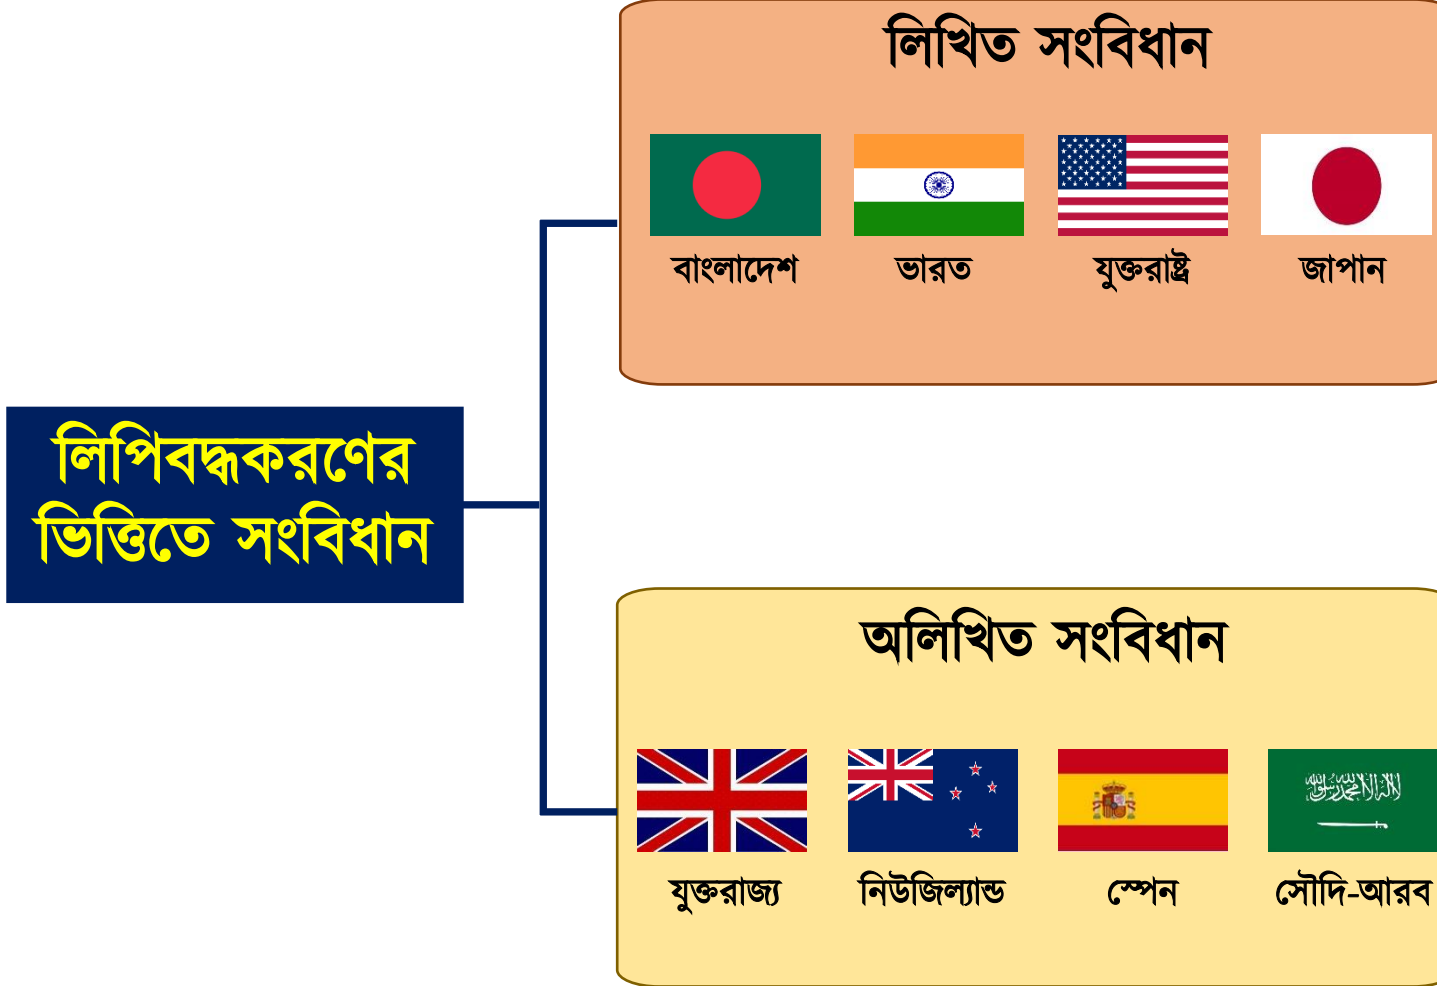 লিখিত সংবিধান
বাংলাদেশ ভারত যুক্তরাষ্ট্র জাপান
লিপিবদ্ধকরণের
ভিত্তিতে সংবিধান
অলিখিত সংবিধান
যুক্তরাজ্য নিউজিল্যান্ড স্পেন সৌদি-আরব